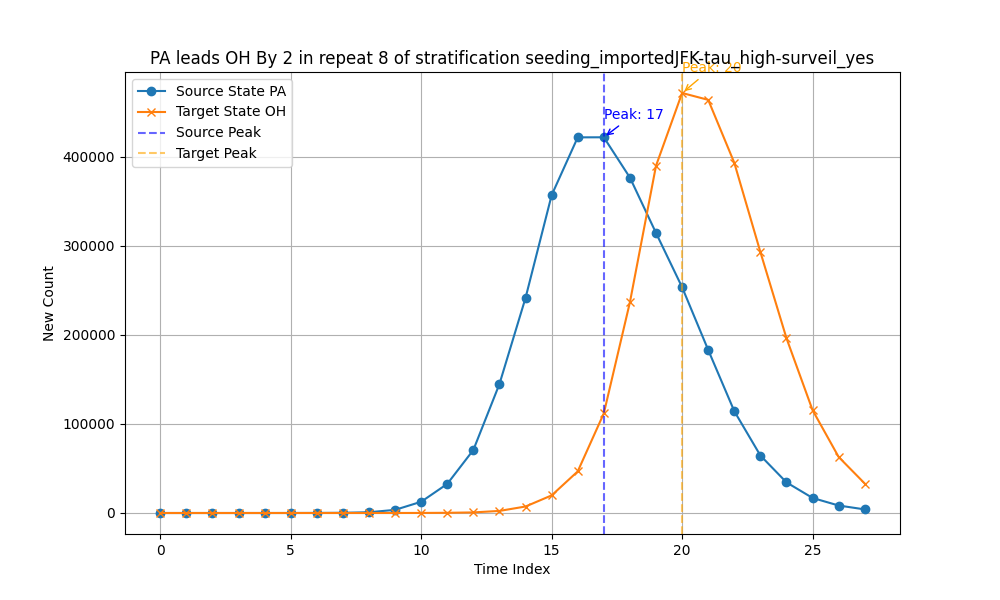 PA leads OH By 2 in repeat 8 of stratification seeding_importedJFK-tau_high-surveil_yes
Peak: 20
Source State PA
Target State OH
Source Peak
Target Peak
Peak: 17
400000
300000
200000
100000
0
New Count
0 5 10 15 20 25
Time Index